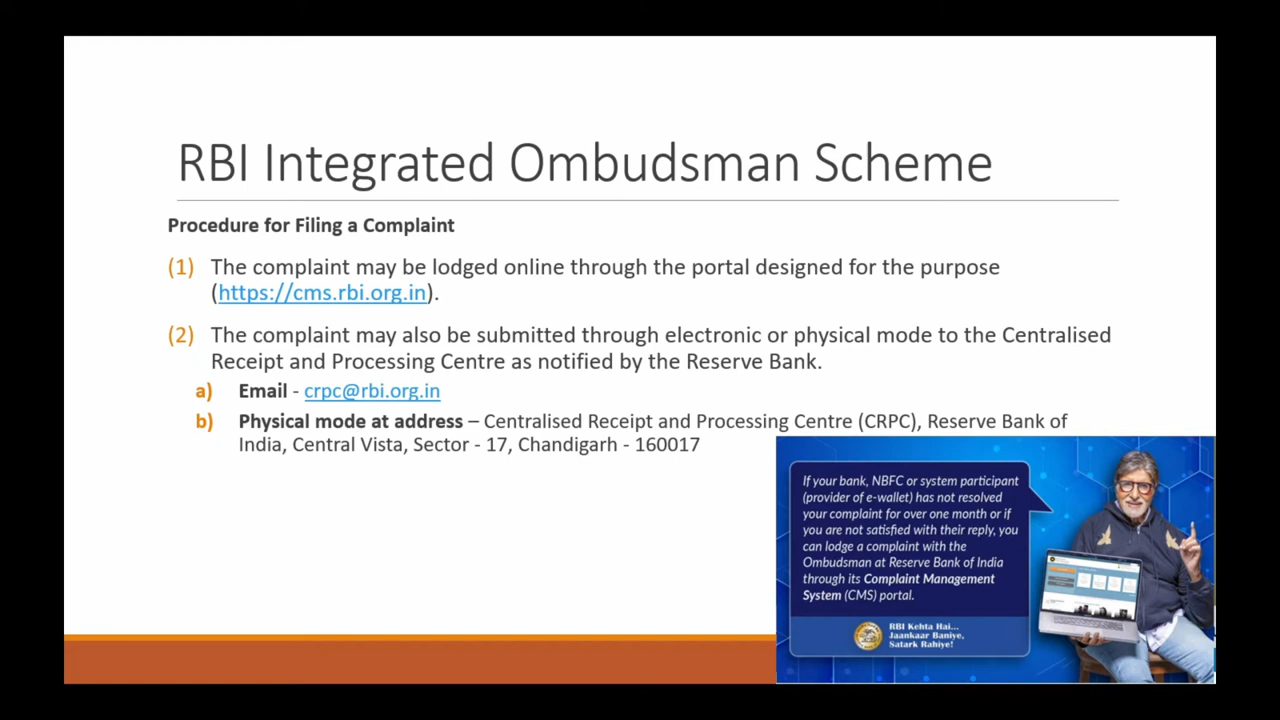 RBI Integrated Ombudsman Scheme
Procedure for Filing a Complaint
(1) The complaint may be lodged online through the portal designed for the purpose
(https://cms.rbi.org.in).
(2) The complaint may also be submitted through electronic or physical mode to the Centralised
Receipt and Processing Centre as notified by the Reserve Bank.
a) Email - crpc@rbi.org.in
b) Physical mode at address – Centralised Receipt and Processing Centre (CRPC), Reserve Bank of
India, Central Vista, Sector - 17, Chandigarh - 160017
If your bank, NBFC or system participant
(provider of e-wallet) has not resolved
your complaint for over one month or if
you are not satisfied with their reply, you
can lodge a complaint with the
Ombudsman at Reserve Bank of India
through its Complaint Management
System (CMS) portal.
RBI Kehta Hai...
Jaankaar Baniye,
Satark Rahiye!